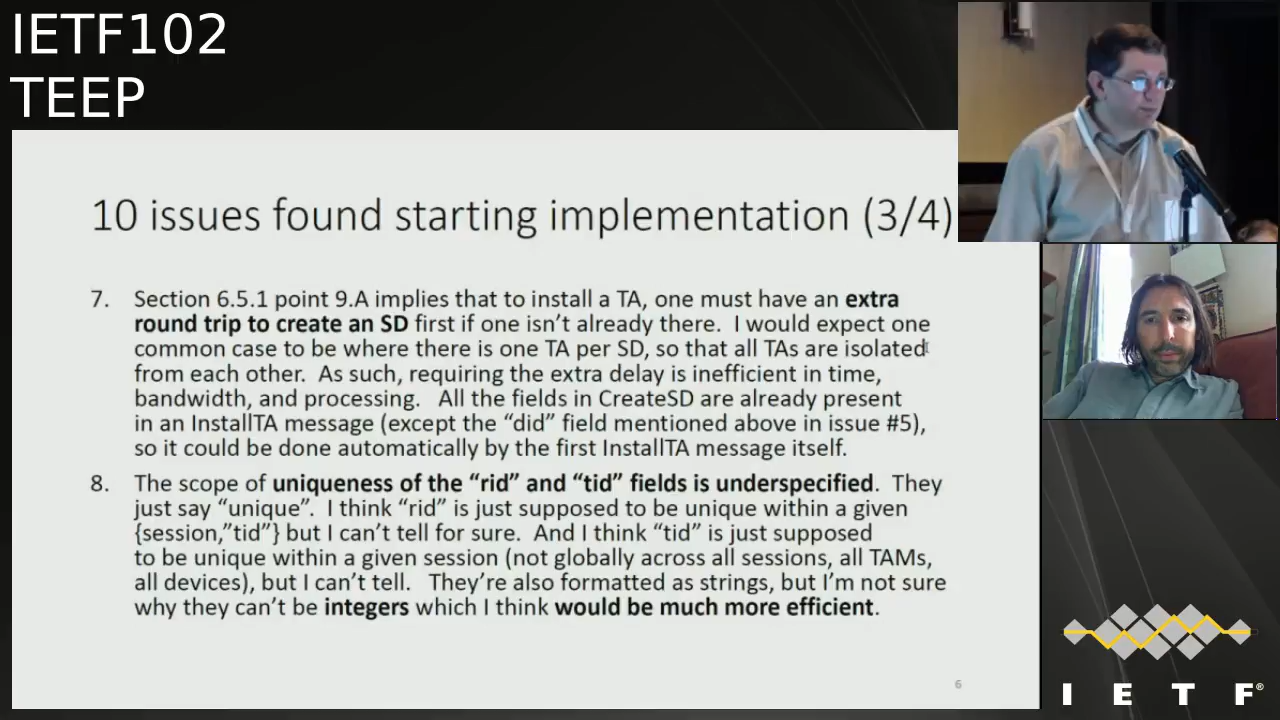 IETF102
TEEP
10 issues found starting implementation (3/4)
7. Section 6.5.1 point 9.A implies that to install a TA, one must have an extra
round trip to create an SD first if one isn’t already there.  I would expect one
common case to be where there is one TA per SD, so that all TAs are isolated
from each other.  As such, requiring the extra delay is inefficient in time,
bandwidth, and processing.   All the fields in CreateSD are already present
in an InstallTA message (except the “did” field mentioned above in issue #5),
so it could be done automatically by the first InstallTA message itself.
8. The scope of uniqueness of the “rid” and “tid” fields is underspecified.  They
just say “unique”.  I think “rid” is just supposed to be unique within a given
{session,”tid”} but I can’t tell for sure.  And I think “tid” is just supposed
to be unique within a given session (not globally across all sessions, all TAMs,
all devices), but I can’t tell.   They’re also formatted as strings, but I’m not sure
why they can’t be integers which I think would be much more efficient.
6
I E T F®